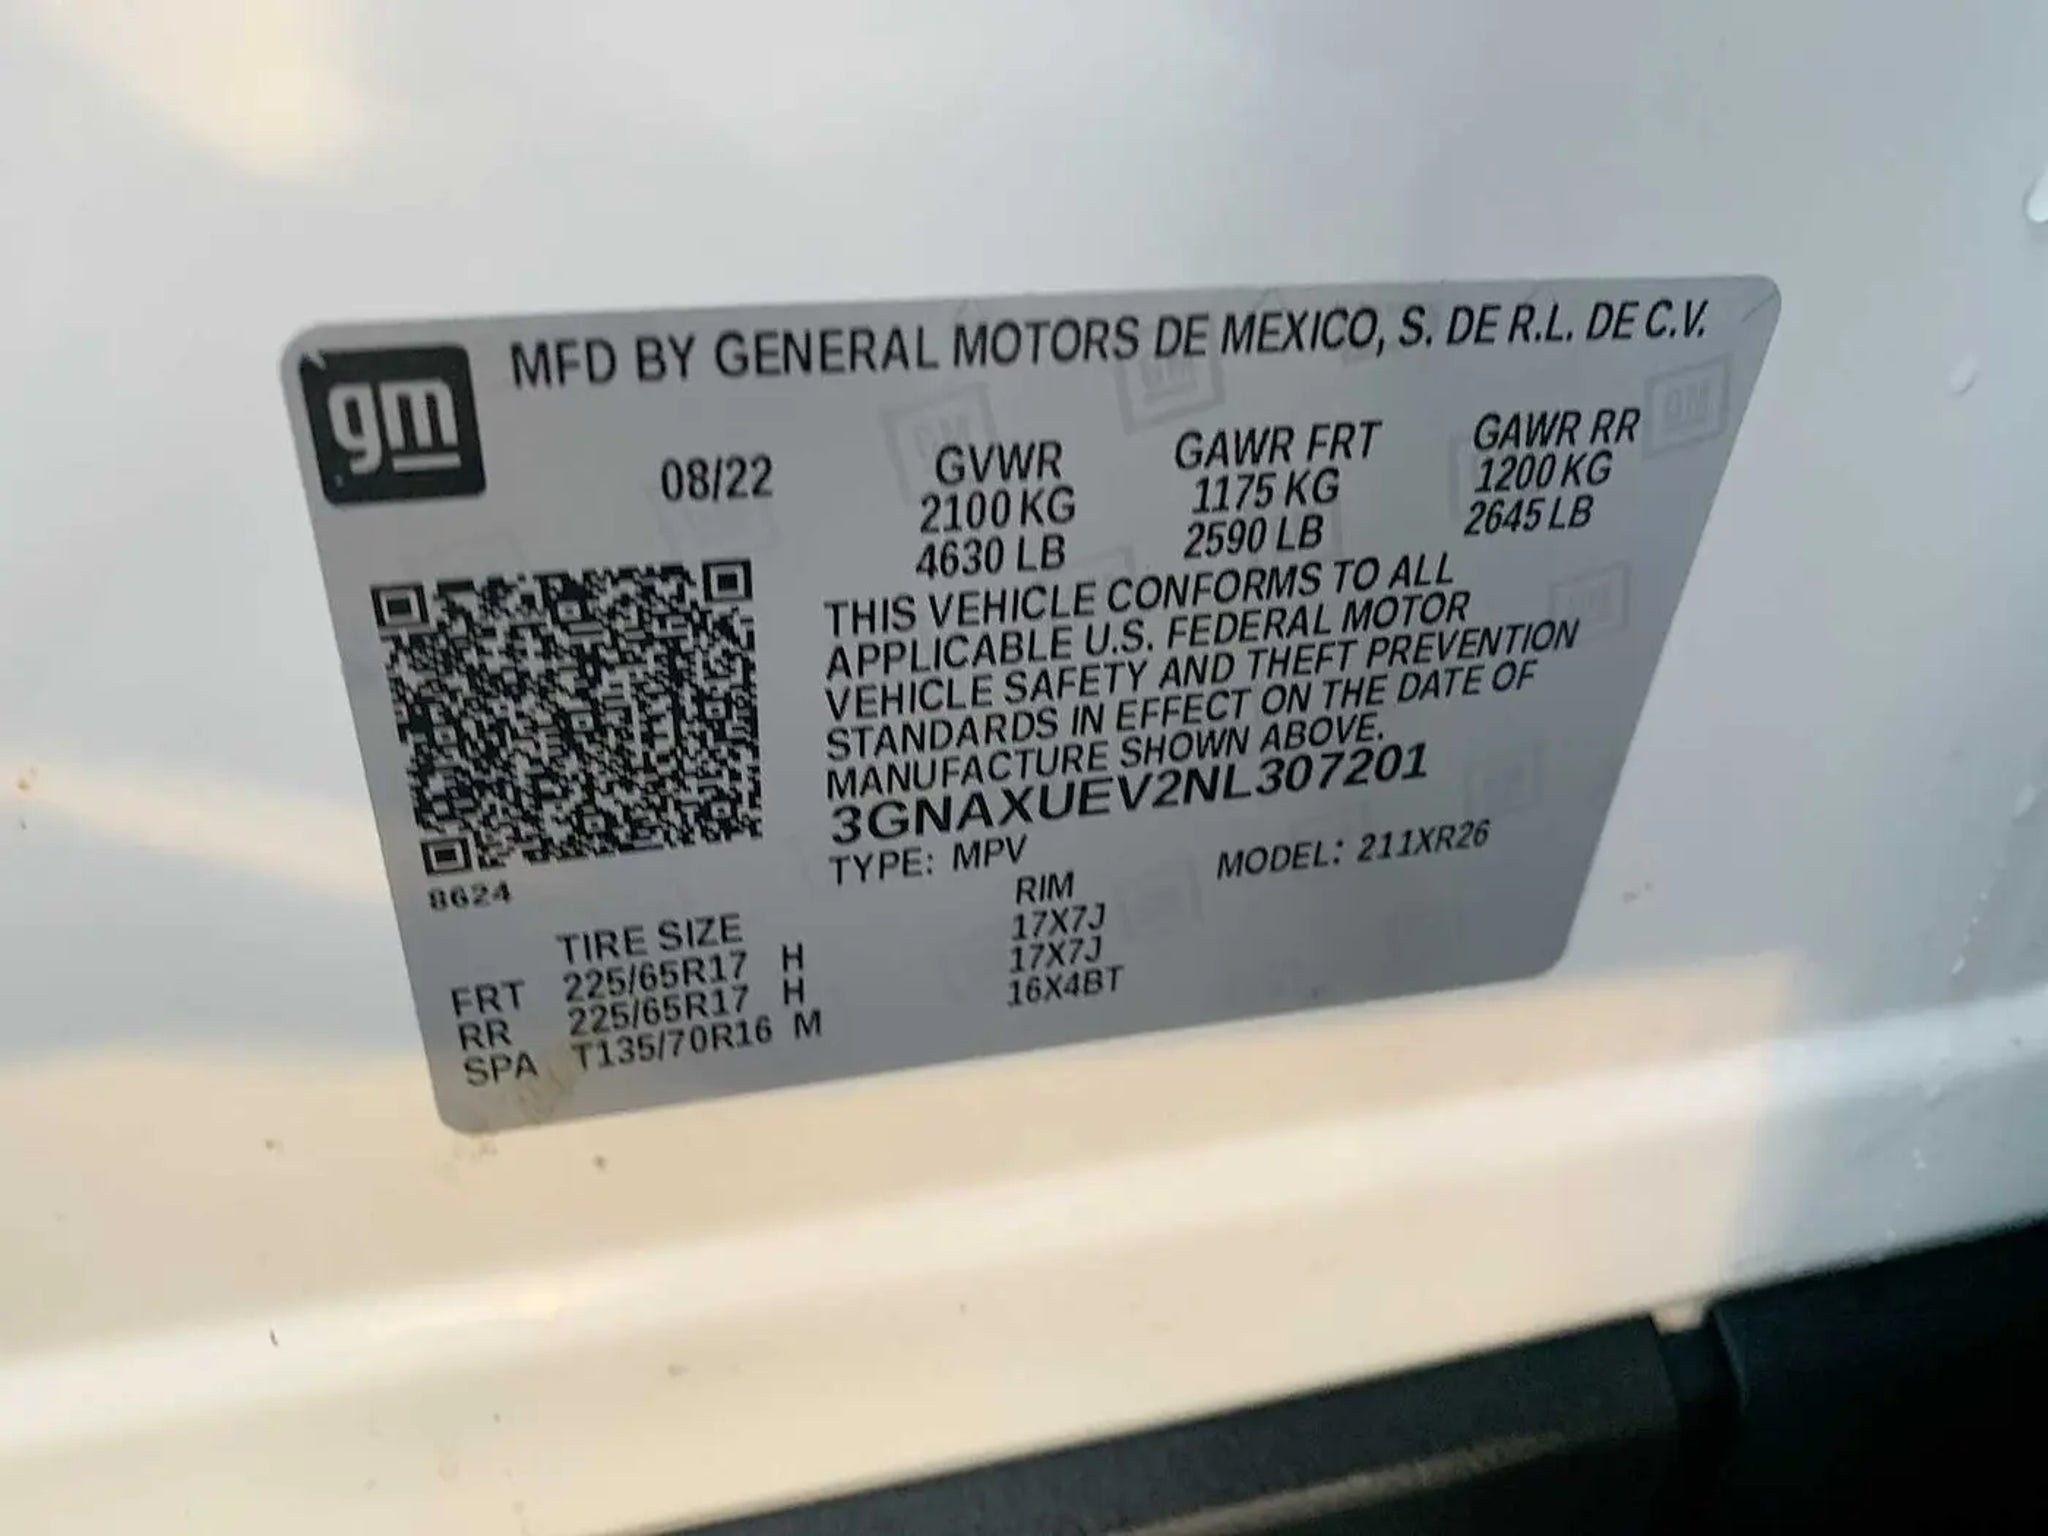 gm
MFD BY GENERAL MOTORS DE MEXICO, S. DE R.L. DE C.V.
08/22
GVWR
2100 KG
4630 LB
GAWR FRT
1175 KG
2590 LB
GAWR RR
1200 KG
2645 LB
THIS VEHICLE CONFORMS TO ALL
APPLICABLE U.S. FEDERAL MOTOR
VEHICLE SAFETY AND THEFT PREVENTION
STANDARDS IN EFFECT ON THE DATE OF
MANUFACTURE SHOWN ABOVE.
3GNAXUEV2NL307201
TYPE: MPV MODEL: 211XR26
8624
TIRE SIZE RIM
FRT 225/65R17 H 17X7J
RR 225/65R17 H 17X7J
SPA T135/70R16 M 16X4BT